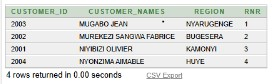 CUSTOMER_ID CUSTOMER_NAMES REGION RNR
2003 MUGABO JEAN NYARUGENGE 1
2002 MUREKEZI SANGWA FABRICE BUGESERA 2
2001 NIYIBIZI OLIVIER KAMONYI 3
2004 NYONZIMA AIMABLE HUYE 4
4 rows returned in 0.00 seconds CSV Export